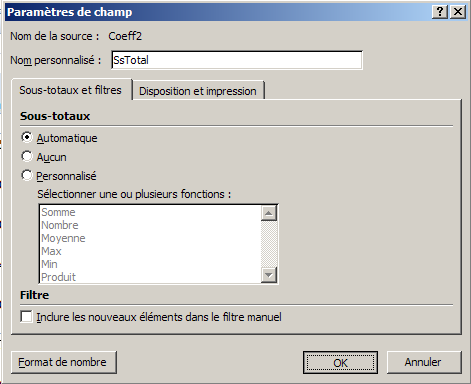 Paramètres de champ
Nom de la source : Coeff2
Nom personnalisé : SsTotal
Sous-totaux et filtres Disposition et impression
Sous-totaux
Automatique
Aucun
Personnalisé
Sélectionner une ou plusieurs fonctions :
Somme
Nombre
Moyenne
Max
Min
Produit
Filtre
Inclure les nouveaux éléments dans le filtre manuel
Format de nombre OK Annuler